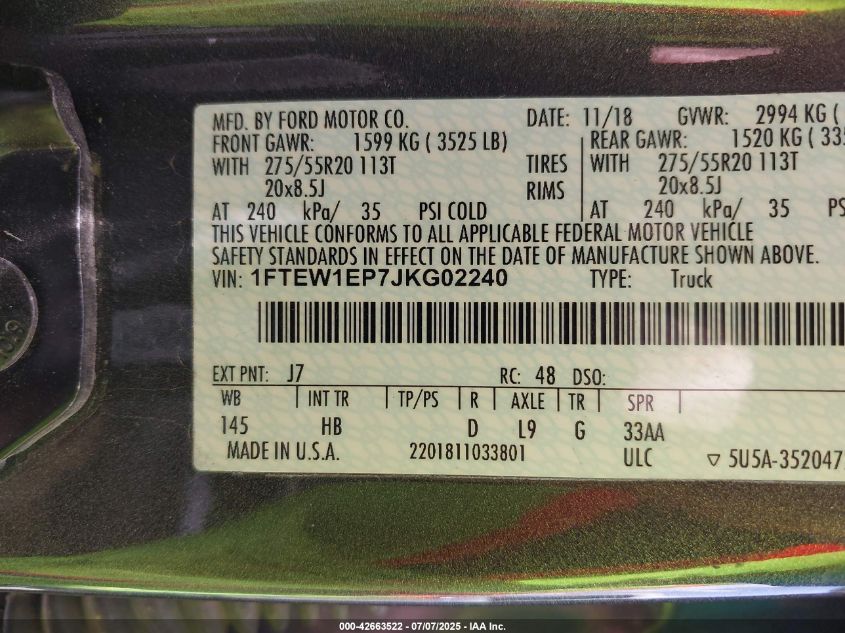 MFD. BY FORD MOTOR CO. DATE: 11/18 GVWR: 2994 KG (
FRONT GAWR: 1599 KG ( 3525 LB) REAR GAWR: 1520 KG (
WITH 275/55R20 113T TIRES WITH 275/55R20 113T
20x8.5J RIMS 20x8.5J
AT 240 kPa/ 35 PSI COLD AT 240 kPa/ 35
THIS VEHICLE CONFORMS TO ALL APPLICABLE FEDERAL MOTOR VEHICLE
SAFETY STANDARDS IN EFFECT ON THE DATE OF MANUFACTURE SHOWN ABOVE.
VIN: 1FTEW1EP7JKG02240 TYPE: Truck
EXT PNT: J7 RC: 48 DSO:
WB INT TR TP/PS R AXLE TR SPR
145 HB D L9 G 33AA
MADE IN U.S.A. 2201811033801 ULC ▽ 5U5A-352047
000-42663522 - 07/07/2025 - IAA Inc.